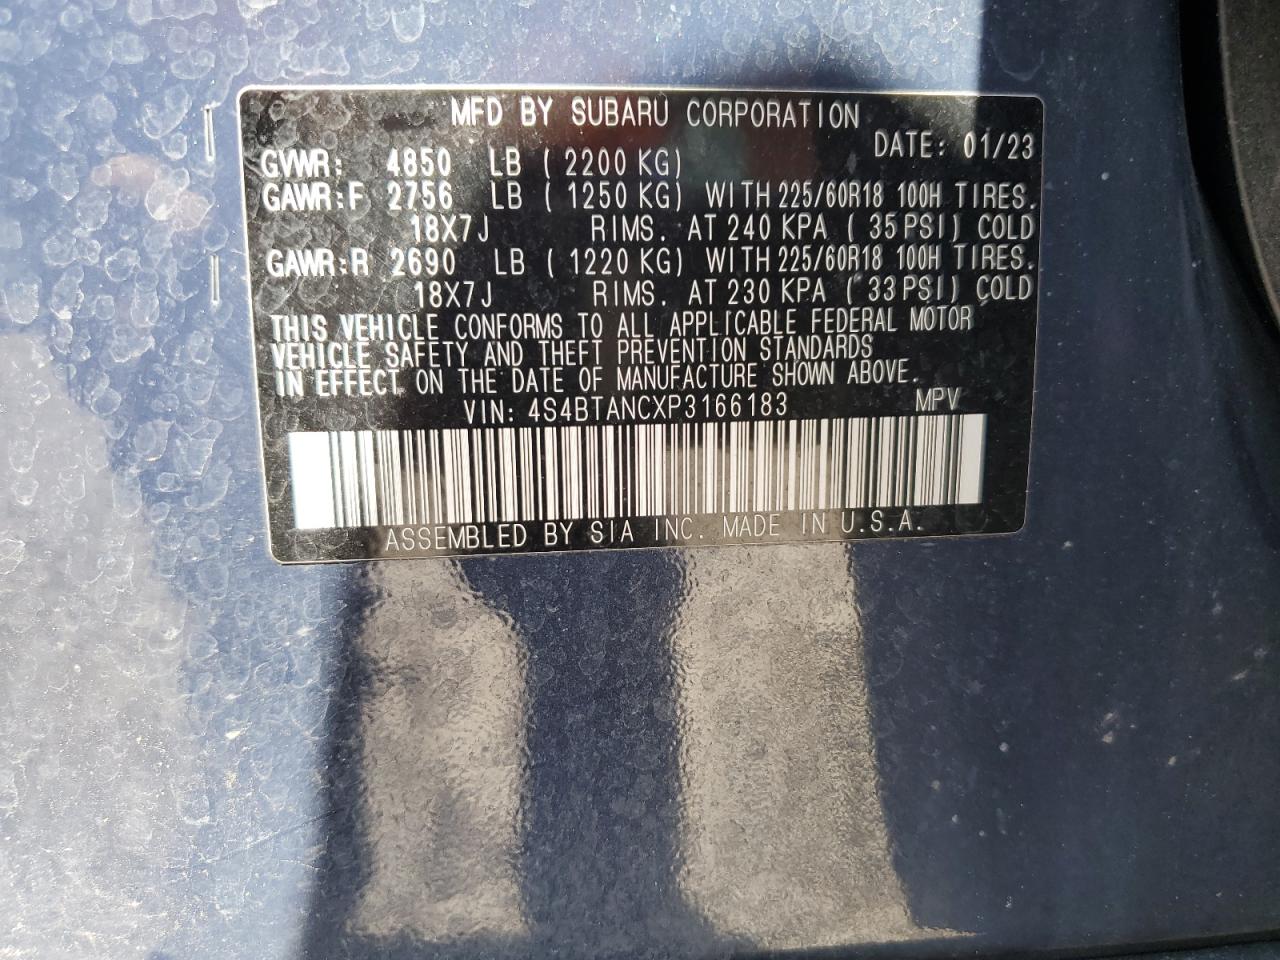 MFD BY SUBARU CORPORATION
DATE: 01/23
GVWR: 4850 LB ( 2200 KG)
GAWR:F 2756 LB ( 1250 KG) WITH 225/60R18 100H TIRES.
18X7J RIMS. AT 240 KPA ( 35 PSI) COLD
GAWR:R 2690 LB ( 1220 KG) WITH 225/60R18 100H TIRES.
18X7J RIMS. AT 230 KPA ( 33 PSI) COLD
THIS VEHICLE CONFORMS TO ALL APPLICABLE FEDERAL MOTOR
VEHICLE SAFETY AND THEFT PREVENTION STANDARDS
IN EFFECT ON THE DATE OF MANUFACTURE SHOWN ABOVE.
VIN: 4S4BTANCXP3166183 MPV
ASSEMBLED BY SIA INC. MADE IN U.S.A.